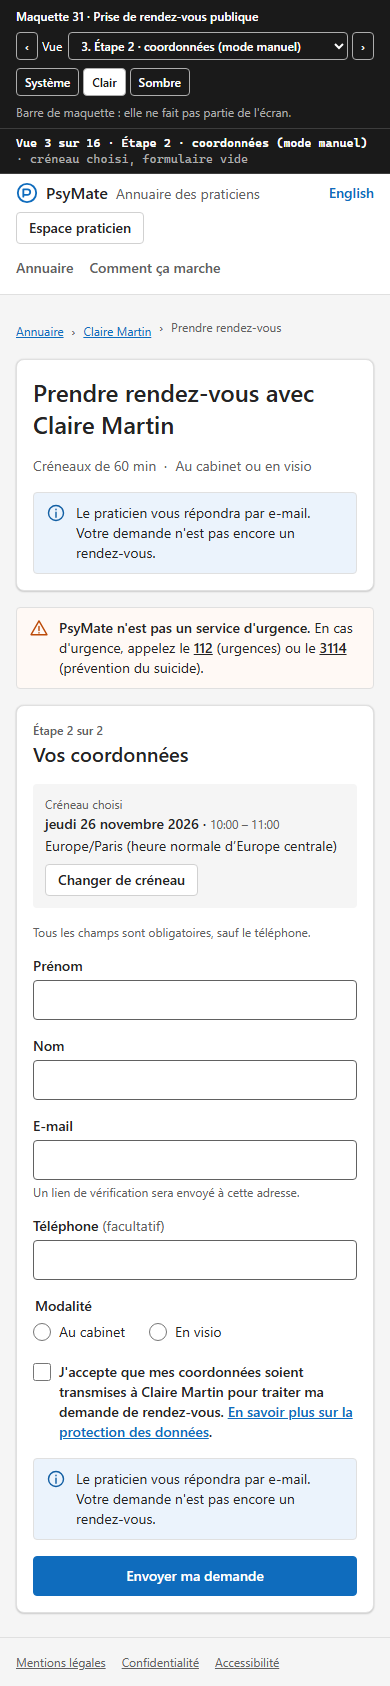 Maquette 31 · Prise de rendez-vous publique
‹ Vue 3. Étape 2 · coordonnées (mode manuel) ›
Système Clair Sombre
Barre de maquette : elle ne fait pas partie de l'écran.
Vue 3 sur 16 · Étape 2 · coordonnées (mode manuel)
· créneau choisi, formulaire vide
PsyMate Annuaire des praticiens English
Espace praticien
Annuaire Comment ça marche
Annuaire › Claire Martin › Prendre rendez-vous
Prendre rendez-vous avec
Claire Martin
Créneaux de 60 min · Au cabinet ou en visio
Le praticien vous répondra par e-mail.
Votre demande n'est pas encore un
rendez-vous.
PsyMate n'est pas un service d'urgence. En cas
d'urgence, appelez le 112 (urgences) ou le 3114
(prévention du suicide).
Étape 2 sur 2
Vos coordonnées
Créneau choisi
jeudi 26 novembre 2026 · 10:00 – 11:00
Europe/Paris (heure normale d’Europe centrale)
Changer de créneau
Tous les champs sont obligatoires, sauf le téléphone.
Prénom
Nom
E-mail
Un lien de vérification sera envoyé à cette adresse.
Téléphone (facultatif)
Modalité
Au cabinet En visio
J'accepte que mes coordonnées soient
transmises à Claire Martin pour traiter ma
demande de rendez-vous. En savoir plus sur la
protection des données.
Le praticien vous répondra par e-mail.
Votre demande n'est pas encore un
rendez-vous.
Envoyer ma demande
Mentions légales Confidentialité Accessibilité